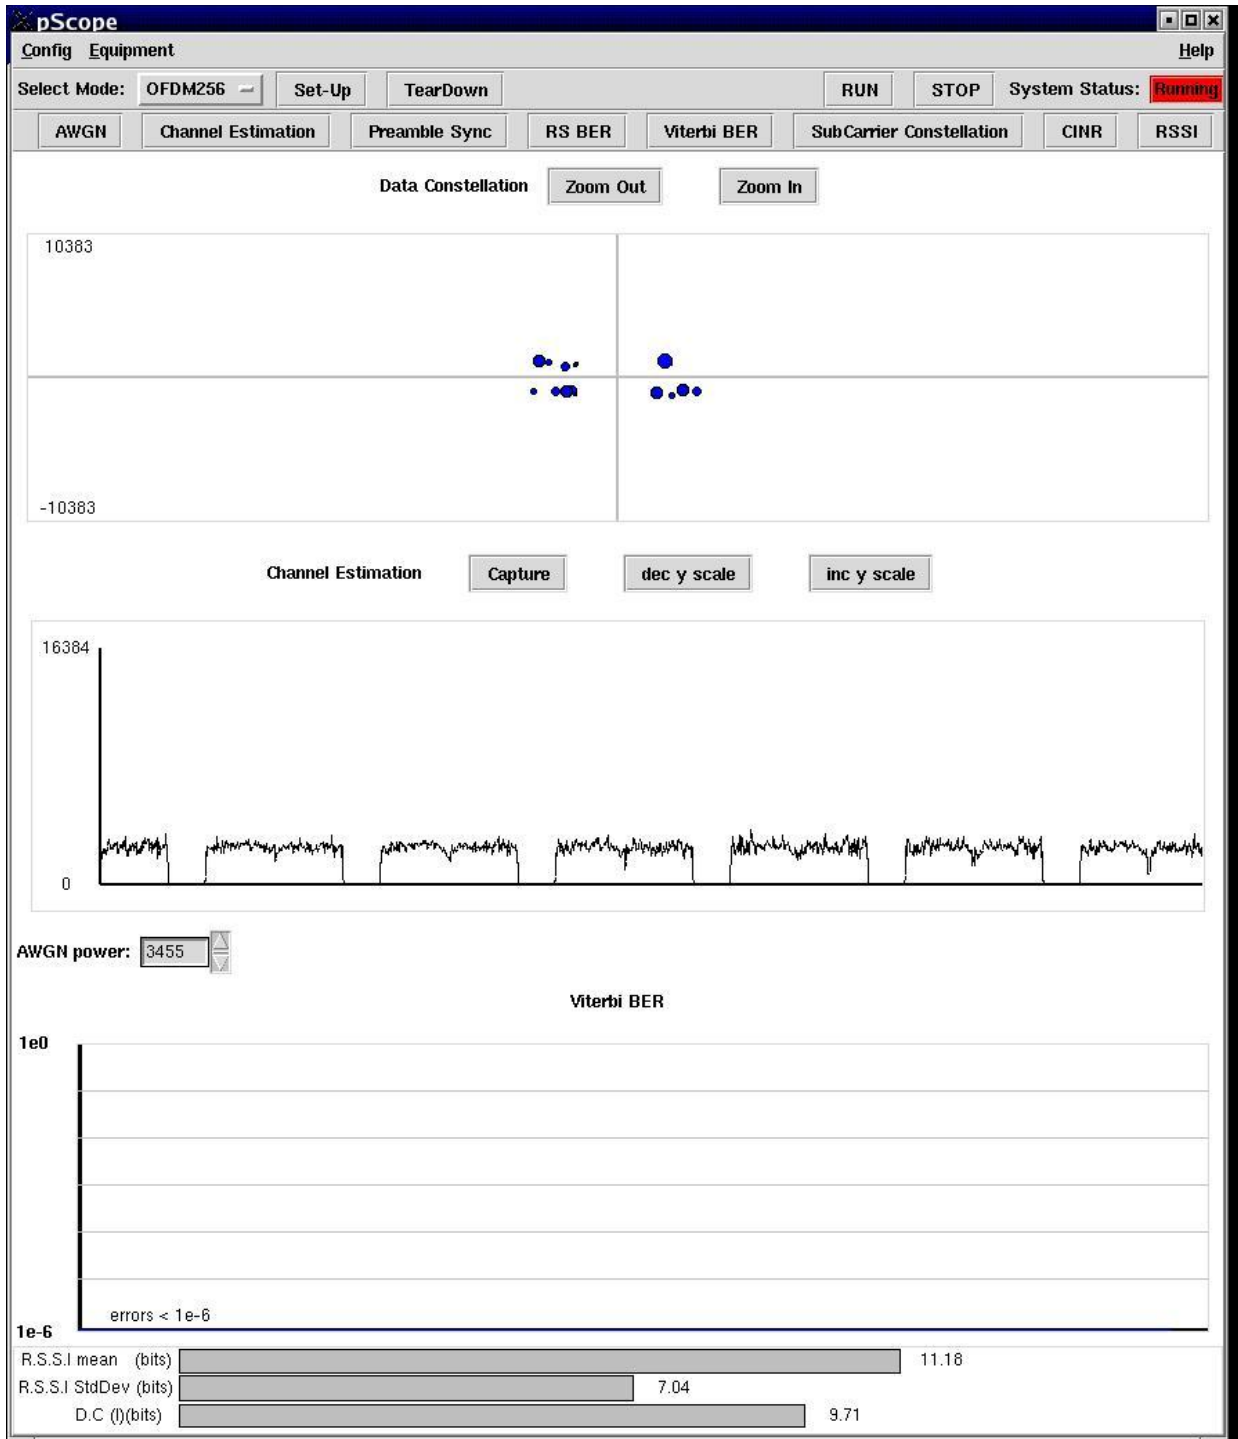 pScope
Config Equipment Help
Select Mode: OFDM256 Set-Up TearDown RUN STOP System Status: Running
AWGN Channel Estimation Preamble Sync RS BER Viterbi BER SubCarrier Constellation CINR RSSI
Data Constellation Zoom Out Zoom In
10383
-10383
Channel Estimation Capture dec y scale inc y scale
16384
0
AWGN power: 3455
Viterbi BER
1e0
errors < 1e-6
1e-6
R.S.S.I mean (bits) 11.18
R.S.S.I StdDev (bits) 7.04
D.C (I)(bits) 9.71